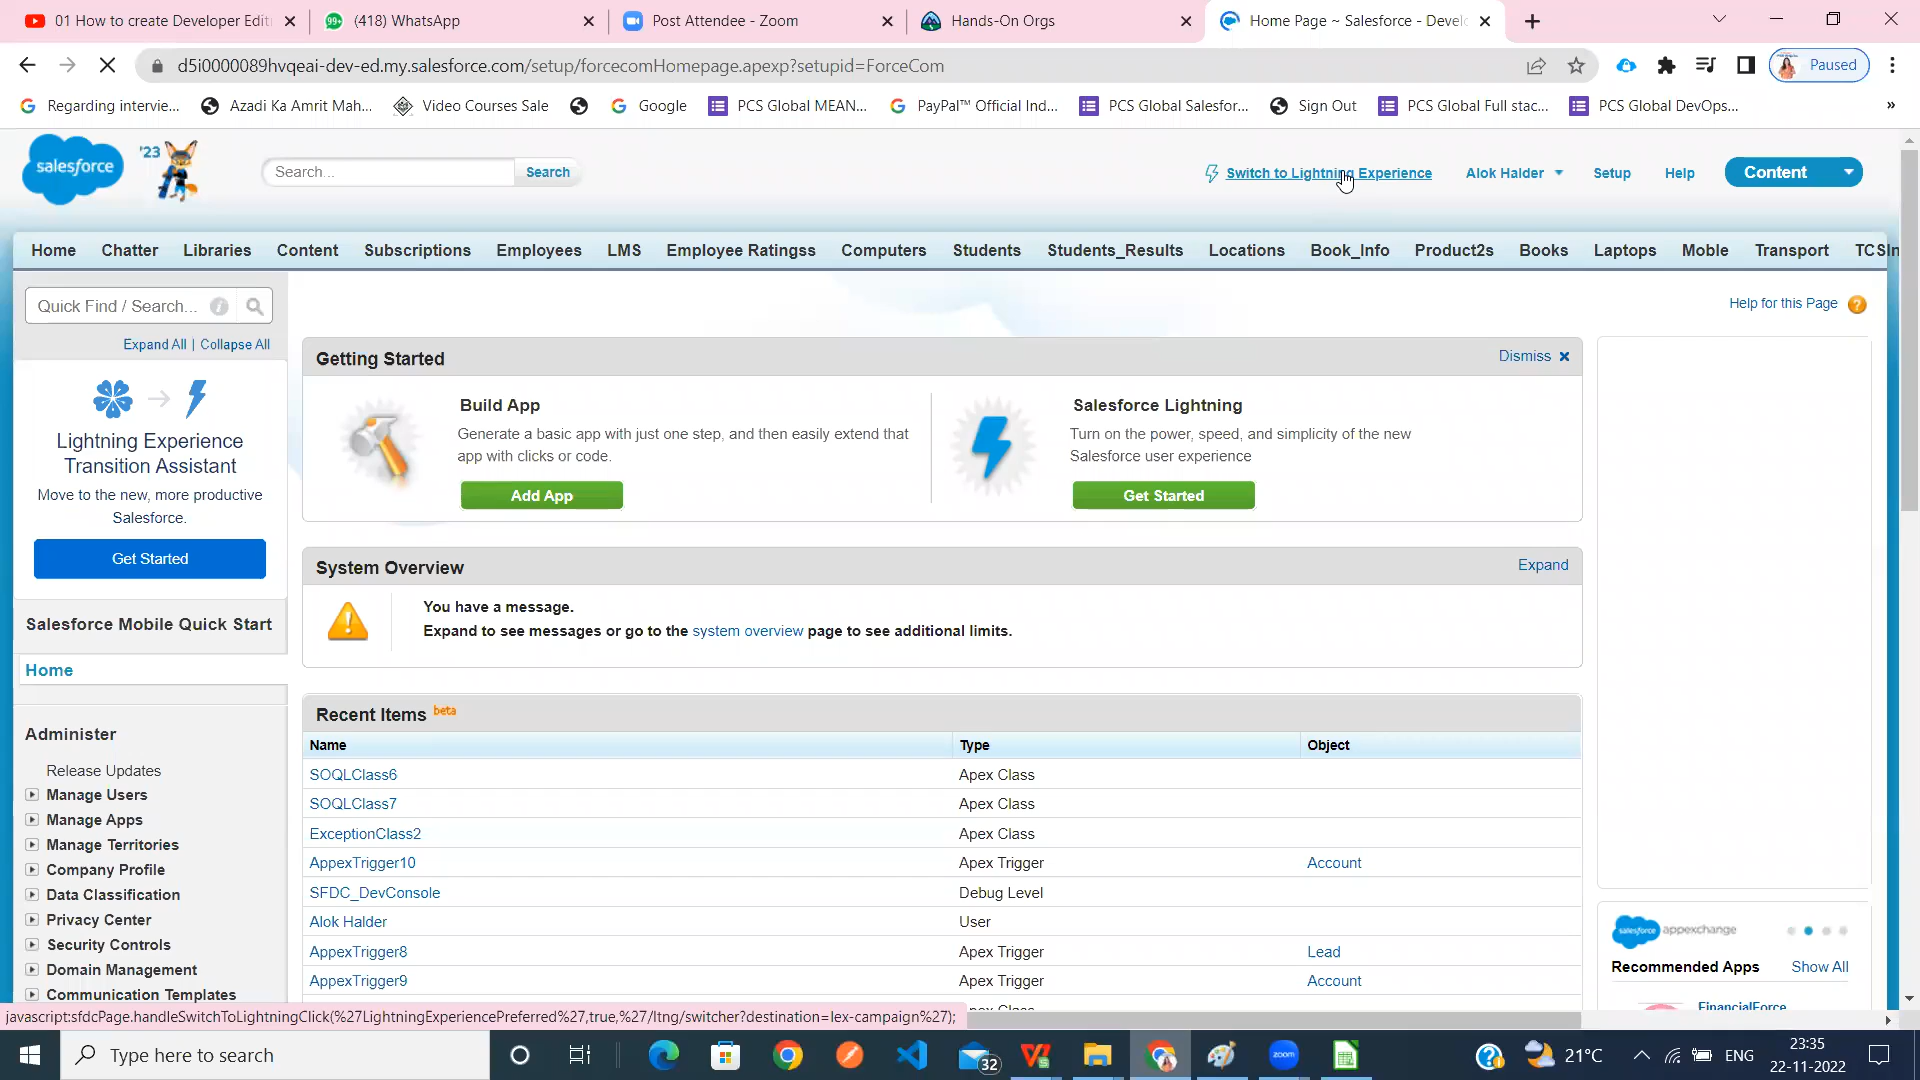 01 How to create Developer Editi
99+ (418) WhatsApp
Post Attendee - Zoom
Hands-On Orgs
Home Page ~ Salesforce - Develo
d5i0000089hvqeai-dev-ed.my.salesforce.com/setup/forcecomHomepage.apexp?setupid=ForceCom
Paused
Regarding intervie...
Azadi Ka Amrit Mah...
Video Courses Sale
Google
PCS Global MEAN...
PayPal™ Official Ind...
PCS Global Salesfor...
Sign Out
PCS Global Full stac...
PCS Global DevOps...
»
salesforce
'23
Search...
Search
Switch to Lightning Experience
Alok Halder
Setup
Help
Content
Home
Chatter
Libraries
Content
Subscriptions
Employees
LMS
Employee Ratingss
Computers
Students
Students_Results
Locations
Book_Info
Product2s
Books
Laptops
Moble
Transport
TCSIn
Quick Find / Search...
Expand All | Collapse All
Help for this Page
Lightning Experience
Transition Assistant
Move to the new, more productive
Salesforce.
Get Started
Salesforce Mobile Quick Start
Home
Administer
Release Updates
Manage Users
Manage Apps
Manage Territories
Company Profile
Data Classification
Privacy Center
Security Controls
Domain Management
Communication Templates
Getting Started
Dismiss
Build App
Generate a basic app with just one step, and then easily extend that
app with clicks or code.
Add App
Salesforce Lightning
Turn on the power, speed, and simplicity of the new
Salesforce user experience
Get Started
System Overview
Expand
You have a message.
Expand to see messages or go to the system overview page to see additional limits.
Recent Items beta
Name Type Object
SOQLClass6 Apex Class
SOQLClass7 Apex Class
ExceptionClass2 Apex Class
AppexTrigger10 Apex Trigger Account
SFDC_DevConsole Debug Level
Alok Halder User
AppexTrigger8 Apex Trigger Lead
AppexTrigger9 Apex Trigger Account
salesforce appexchange
Recommended Apps Show All
FinancialForce
javascript:sfdcPage.handleSwitchToLightningClick(%27LightningExperiencePreferred%27,true,%27/ltng/switcher?destination=lex-campaign%27);
Type here to search
32
zoom
21°C
ENG
23:35
22-11-2022